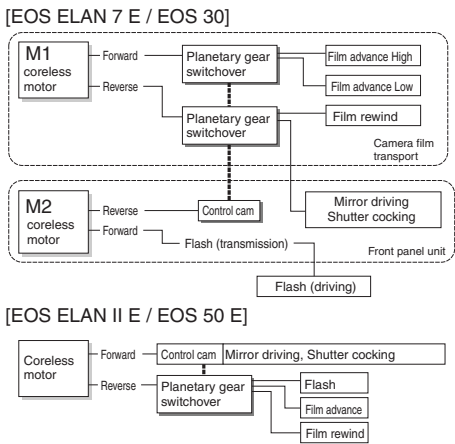 [EOS ELAN 7 E / EOS 30]
M1
coreless
motor
Forward
Reverse
Planetary gear
switchover
Film advance High
Film advance Low
Planetary gear
switchover
Film rewind
Camera film
transport
M2
coreless
motor
Reverse
Forward
Control cam
Mirror driving
Shutter cocking
Flash (transmission)
Front panel unit
Flash (driving)
[EOS ELAN II E / EOS 50 E]
Coreless
motor
Forward
Reverse
Control cam
Mirror driving, Shutter cocking
Planetary gear
switchover
Flash
Film advance
Film rewind